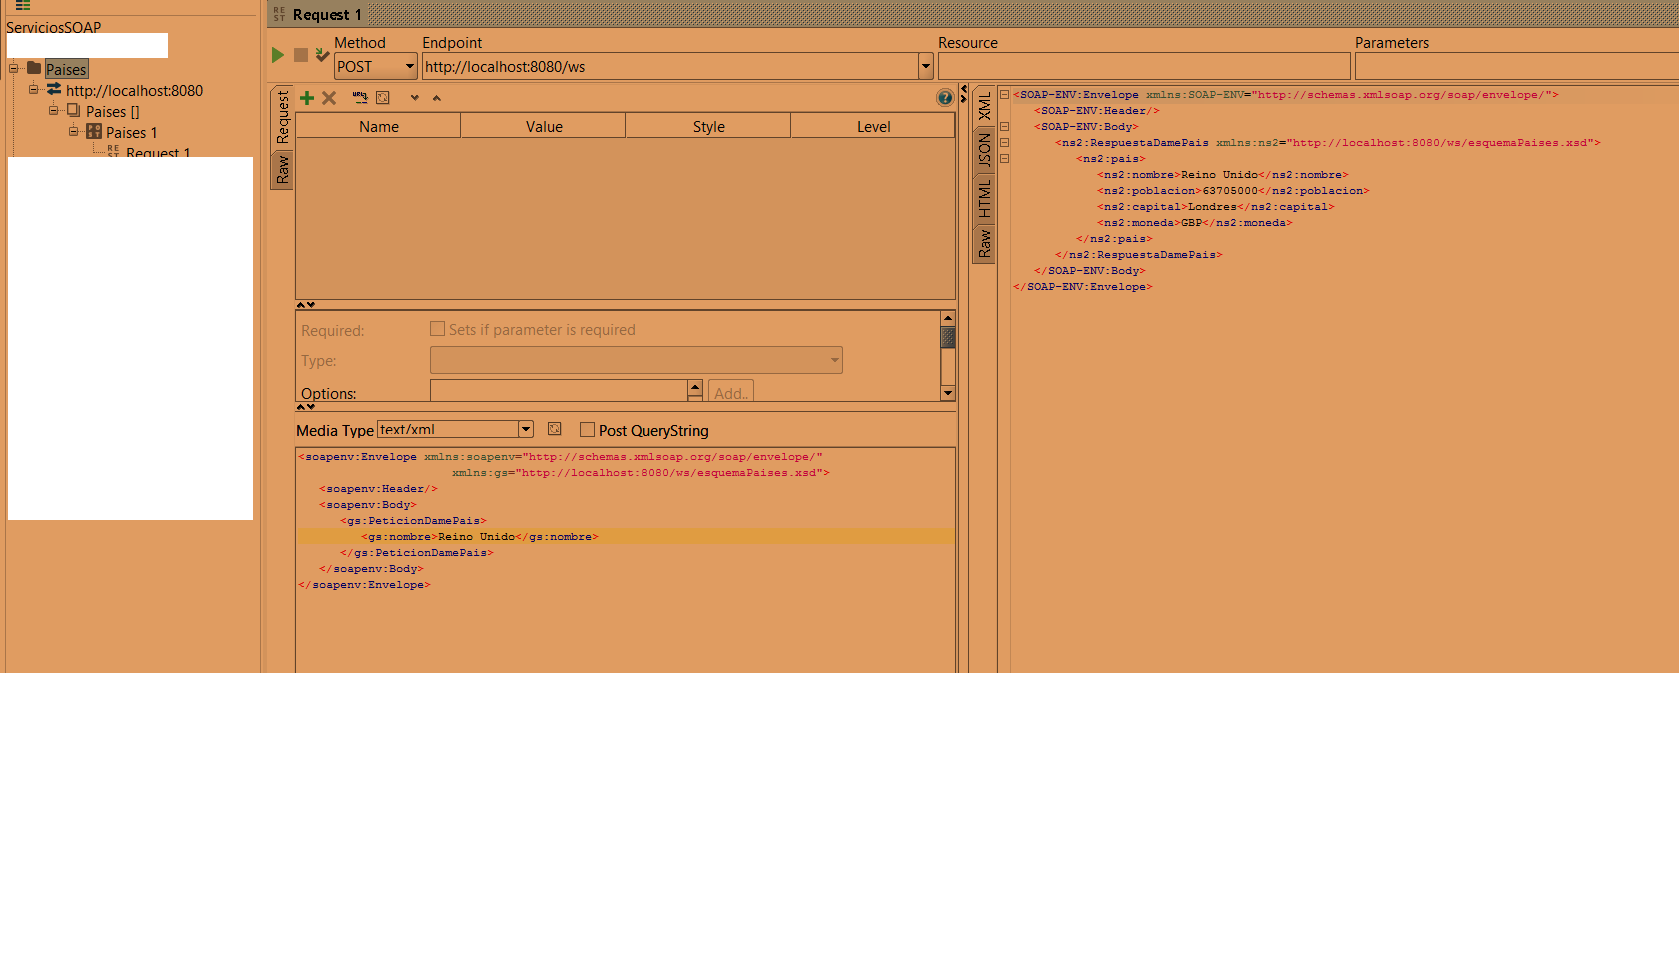 ServiciosSOAP
Paises
http://localhost:8080
Paises []
Paises 1
REST Request 1
REST Request 1
Method
Endpoint
Resource
Parameters
POST
http://localhost:8080/ws
Request
Raw
Name Value Style Level
Required:
Sets if parameter is required
Type:
Options:
Add..
Media Type
text/xml
Post QueryString
<soapenv:Envelope xmlns:soapenv="http://schemas.xmlsoap.org/soap/envelope/"
xmlns:gs="http://localhost:8080/ws/esquemaPaises.xsd">
<soapenv:Header/>
<soapenv:Body>
<gs:PeticionDamePais>
<gs:nombre>Reino Unido</gs:nombre>
</gs:PeticionDamePais>
</soapenv:Body>
</soapenv:Envelope>
XML
JSON
HTML
Raw
<SOAP-ENV:Envelope xmlns:SOAP-ENV="http://schemas.xmlsoap.org/soap/envelope/">
<SOAP-ENV:Header/>
<SOAP-ENV:Body>
<ns2:RespuestaDamePais xmlns:ns2="http://localhost:8080/ws/esquemaPaises.xsd">
<ns2:pais>
<ns2:nombre>Reino Unido</ns2:nombre>
<ns2:poblacion>63705000</ns2:poblacion>
<ns2:capital>Londres</ns2:capital>
<ns2:moneda>GBP</ns2:moneda>
</ns2:pais>
</ns2:RespuestaDamePais>
</SOAP-ENV:Body>
</SOAP-ENV:Envelope>